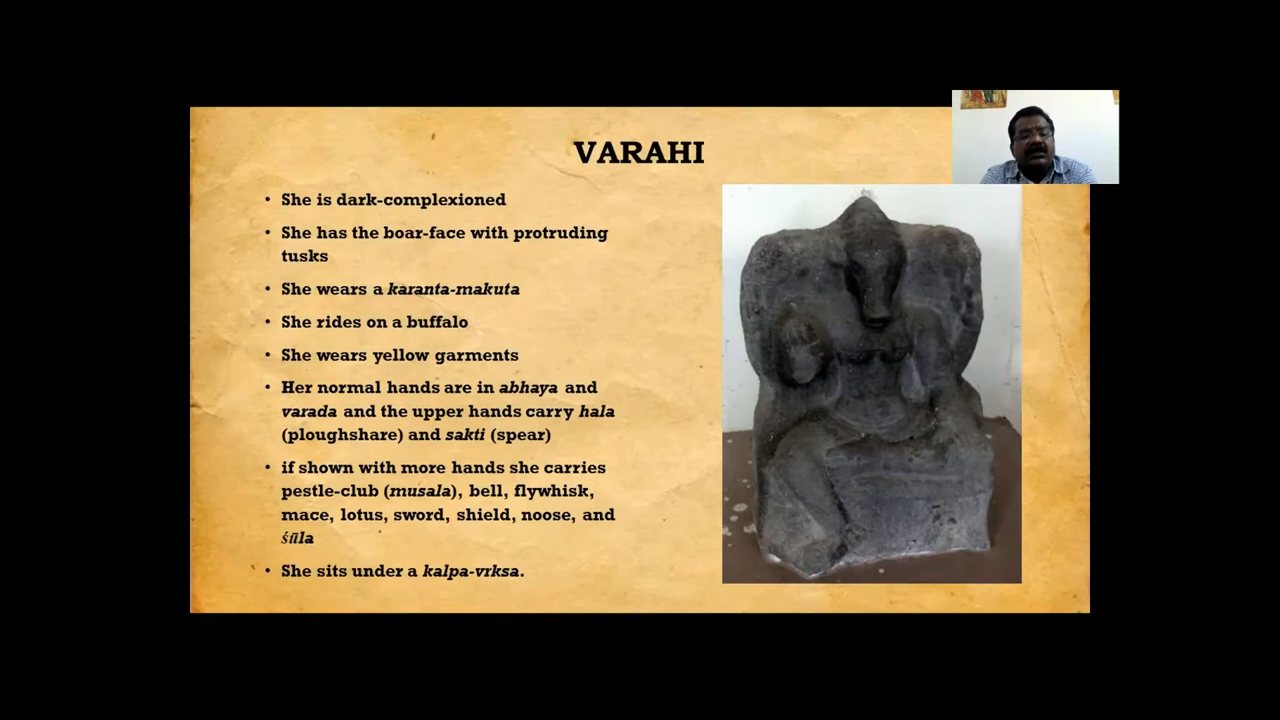 VARAHI
• She is dark-complexioned
• She has the boar-face with protruding
tusks
• She wears a karanta-makuta
• She rides on a buffalo
• She wears yellow garments
• Her normal hands are in abhaya and
varada and the upper hands carry hala
(ploughshare) and sakti (spear)
• if shown with more hands she carries
pestle-club (musala), bell, flywhisk,
mace, lotus, sword, shield, noose, and
śūla
• She sits under a kalpa-vrksa.